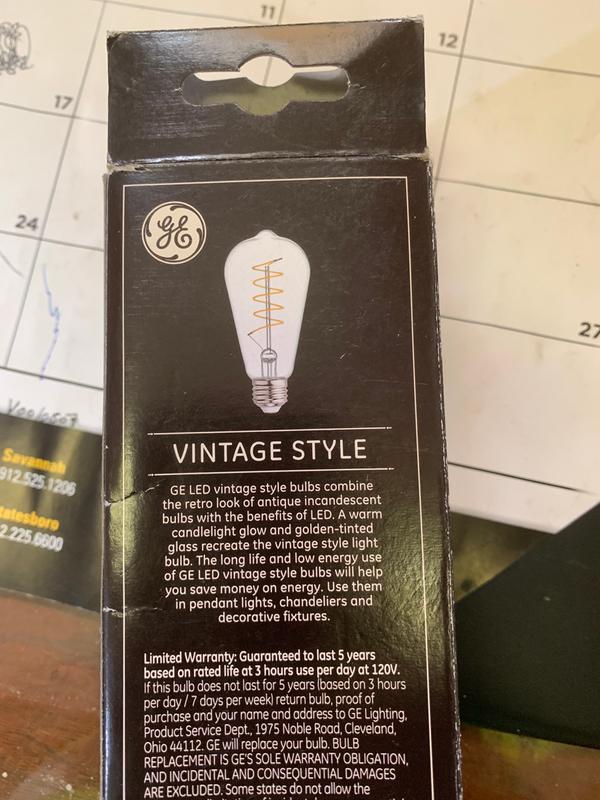 11
12
17
24
27
Savannah
912.525.1206
tatesboro
2.225.6600
GE
VINTAGE STYLE
GE LED vintage style bulbs combine
the retro look of antique incandescent
bulbs with the benefits of LED. A warm
candlelight glow and golden-tinted
glass recreate the vintage style light
bulb. The long life and low energy use
of GE LED vintage style bulbs will help
you save money on energy. Use them
in pendant lights, chandeliers and
decorative fixtures.
Limited Warranty: Guaranteed to last 5 years
based on rated life at 3 hours use per day at 120V.
If this bulb does not last for 5 years (based on 3 hours
per day / 7 days per week) return bulb, proof of
purchase and your name and address to GE Lighting,
Product Service Dept., 1975 Noble Road, Cleveland,
Ohio 44112. GE will replace your bulb. BULB
REPLACEMENT IS GE'S SOLE WARRANTY OBLIGATION,
AND INCIDENTAL AND CONSEQUENTIAL DAMAGES
ARE EXCLUDED. Some states do not allow the